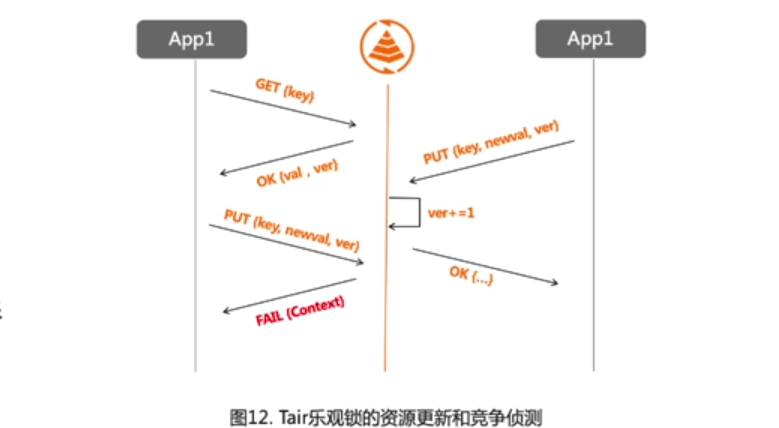 App1
App1
GET (key)
PUT (key, newval, ver)
OK (val , ver)
ver+=1
PUT (key, newval, ver)
OK (...)
FAIL (Context)
图12. Tair乐观锁的资源更新和竞争侦测